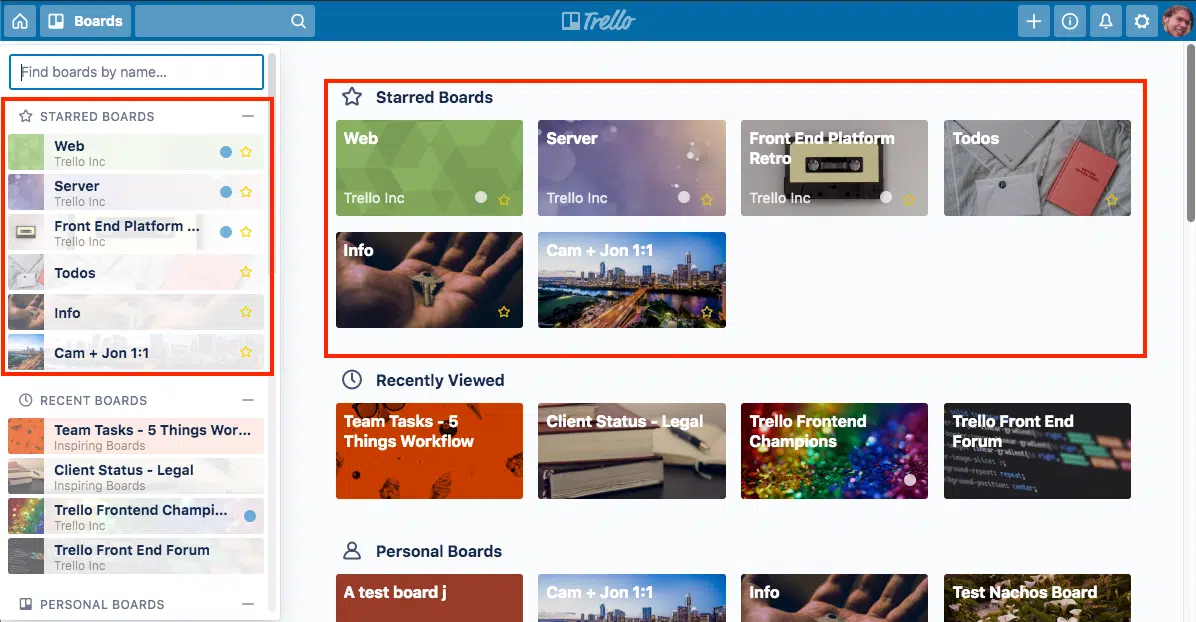 Boards
Trello
Find boards by name...
STARRED BOARDS
Web
Trello Inc
Server
Trello Inc
Front End Platform ...
Trello Inc
Todos
Info
Cam + Jon 1:1
RECENT BOARDS
Team Tasks - 5 Things Wor...
Inspiring Boards
Client Status - Legal
Inspiring Boards
Trello Frontend Champi...
Trello Inc
Trello Front End Forum
Trello Inc
PERSONAL BOARDS
Starred Boards
Web
Trello Inc
Server
Trello Inc
Front End Platform
Retro
Trello Inc
Todos
Info
Cam + Jon 1:1
Recently Viewed
Team Tasks - 5
Things Workflow
Client Status - Legal
Trello Frontend
Champions
Trello Front End
Forum
Personal Boards
A test board j
Cam + Jon 1:1
Info
Test Nachos Board